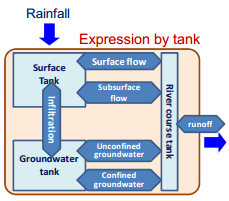 Rainfall
Expression by tank
Surface
Tank
Surface flow
Subsurface
flow
Infiltration
River course tank
runoff
Groundwater
tank
Unconfined
groundwater
Confined
groundwater